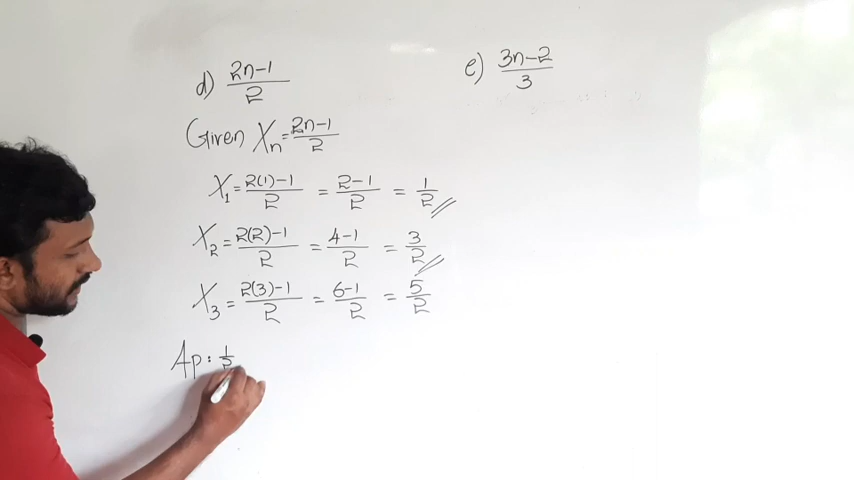 d) (2n-1)/2
e) (3n-2)/3
Given Xn = (2n-1)/2
X1 = (2(1)-1)/2 = (2-1)/2 = 1/2
X2 = (2(2)-1)/2 = (4-1)/2 = 3/2
X3 = (2(3)-1)/2 = (6-1)/2 = 5/2
Ap: 1/2